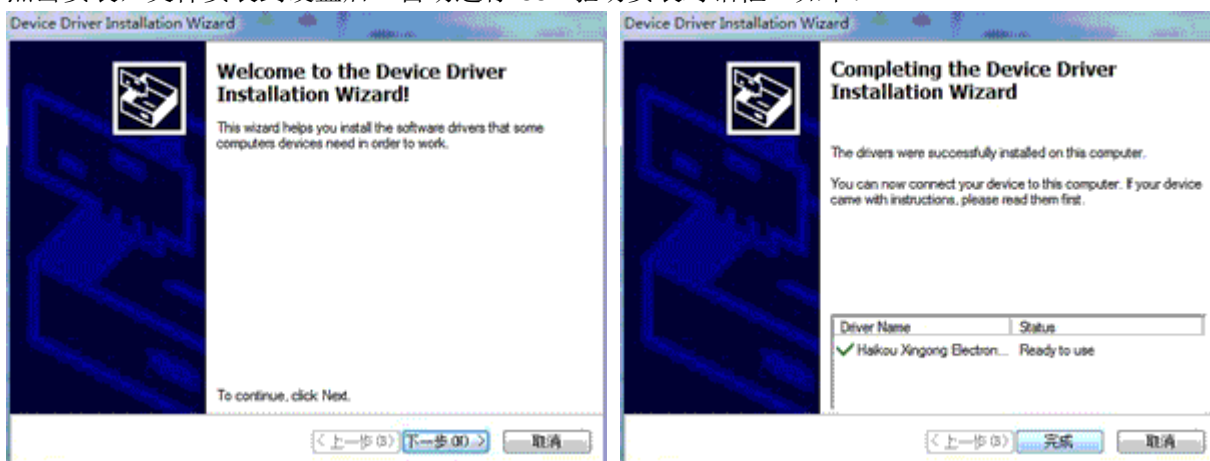 Device Driver Installation Wizard
Welcome to the Device Driver
Installation Wizard!
This wizard helps you install the software drivers that some
computers devices need in order to work.
To continue, click Next.
<上一步(B) 下一步(N) > 取消
Device Driver Installation Wizard
Completing the Device Driver
Installation Wizard
The drivers were successfully installed on this computer.
You can now connect your device to this computer. If your device
came with instructions, please read them first.
Driver Name Status
Haikou Xingong Electron... Ready to use
<上一步(B) 完成 取消